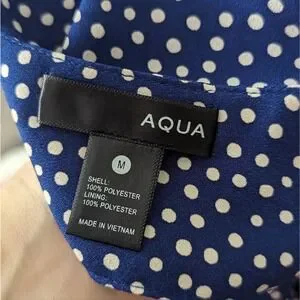 AQUA
M
SHELL:
100% POLYESTER
LINING:
100% POLYESTER
MADE IN VIETNAM